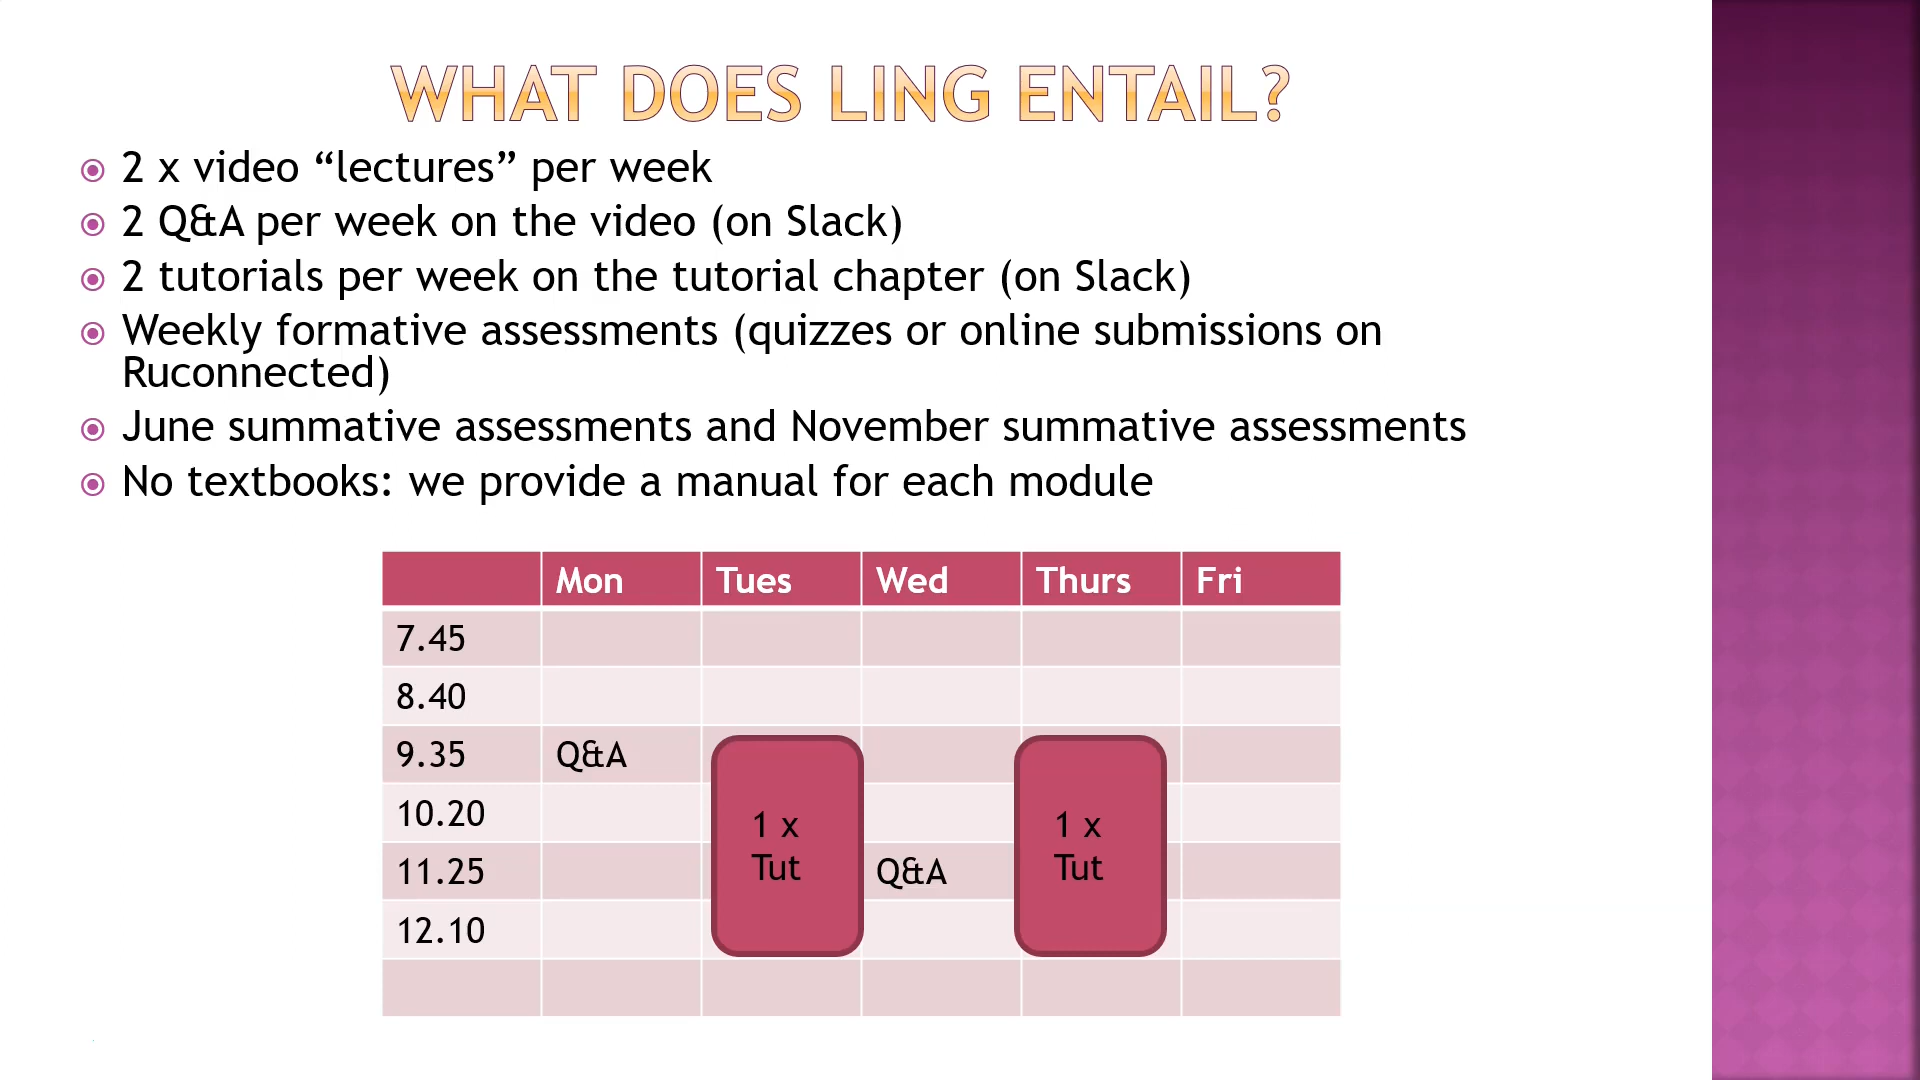 WHAT DOES LING ENTAIL?
2 x video “lectures” per week
2 Q&A per week on the video (on Slack)
2 tutorials per week on the tutorial chapter (on Slack)
Weekly formative assessments (quizzes or online submissions on
Ruconnected)
June summative assessments and November summative assessments
No textbooks: we provide a manual for each module
Mon Tues Wed Thurs Fri
7.45
8.40
9.35 Q&A
10.20
1 x 1 x
Tut Tut
11.25 Q&A
12.10